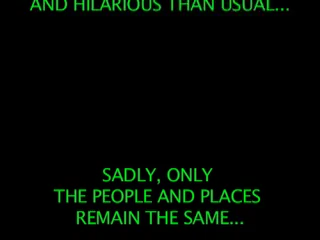 AND HILARIOUS THAN USUAL...
SADLY, ONLY
THE PEOPLE AND PLACES
REMAIN THE SAME...